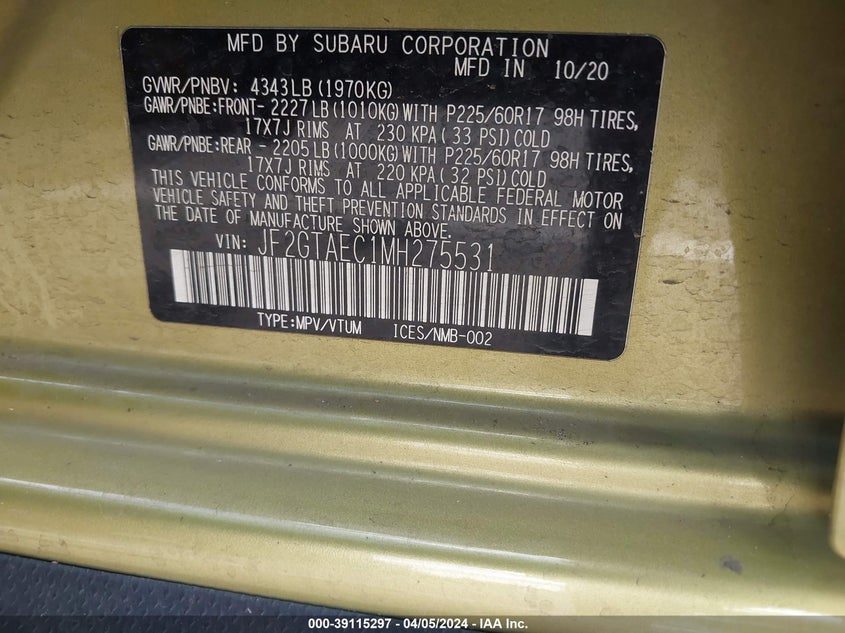 MFD BY SUBARU CORPORATION
MFD IN 10/20
GVWR/PNBV: 4343LB (1970KG)
GAWR/PNBE:FRONT- 2227LB (1010KG) WITH P225/60R17 98H TIRES,
17X7J RIMS AT 230 KPA (33 PSI) COLD
GAWR/PNBE:REAR - 2205LB (1000KG) WITH P225/60R17 98H TIRES,
17X7J RIMS AT 220 KPA (32 PSI) COLD
THIS VEHICLE CONFORMS TO ALL APPLICABLE FEDERAL MOTOR
VEHICLE SAFETY AND THEFT PREVENTION STANDARDS IN EFFECT ON
THE DATE OF MANUFACTURE SHOWN ABOVE.
VIN: JF2GTAEC1MH275531
TYPE:MPV/VTUM ICES/NMB-002
000-39115297 - 04/05/2024 - IAA Inc.